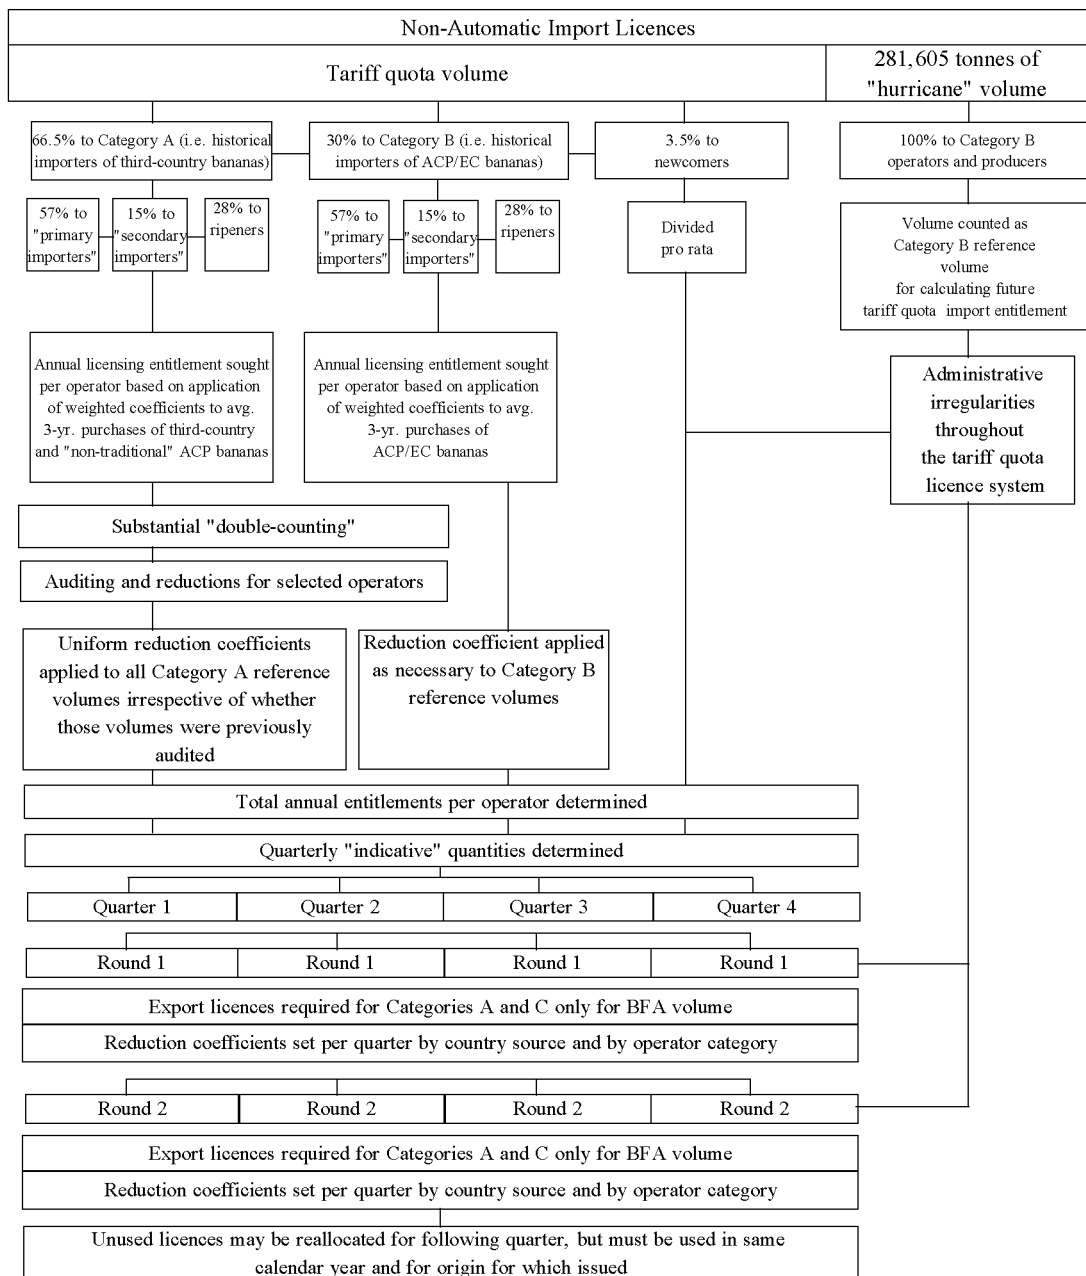 Non-Automatic Import Licences
Tariff quota volume
281,605 tonnes of
"hurricane" volume
66.5% to Category A (i.e. historical
importers of third-country bananas)
30% to Category B (i.e. historical
importers of ACP/EC bananas)
3.5% to
newcomers
100% to Category B
operators and producers
57% to
"primary
importers"
15% to
"secondary
importers"
28% to
ripeners
57% to
"primary
importers"
15% to
"secondary
importers"
28% to
ripeners
Divided
pro rata
Volume counted as
Category B reference
volume
for calculating future
tariff quota import entitlement
Annual licensing entitlement sought
per operator based on application
of weighted coefficients to avg.
3-yr. purchases of third-country
and "non-traditional" ACP bananas
Annual licensing entitlement sought
per operator based on application
of weighted coefficients to avg.
3-yr. purchases of
ACP/EC bananas
Administrative
irregularities
throughout
the tariff quota
licence system
Substantial "double-counting"
Auditing and reductions for selected operators
Uniform reduction coefficients
applied to all Category A reference
volumes irrespective of whether
those volumes were previously
audited
Reduction coefficient applied
as necessary to Category B
reference volumes
Total annual entitlements per operator determined
Quarterly "indicative" quantities determined
Quarter 1
Quarter 2
Quarter 3
Quarter 4
Round 1
Round 1
Round 1
Round 1
Export licences required for Categories A and C only for BFA volume
Reduction coefficients set per quarter by country source and by operator category
Round 2
Round 2
Round 2
Round 2
Export licences required for Categories A and C only for BFA volume
Reduction coefficients set per quarter by country source and by operator category
Unused licences may be reallocated for following quarter, but must be used in same
calendar year and for origin for which issued